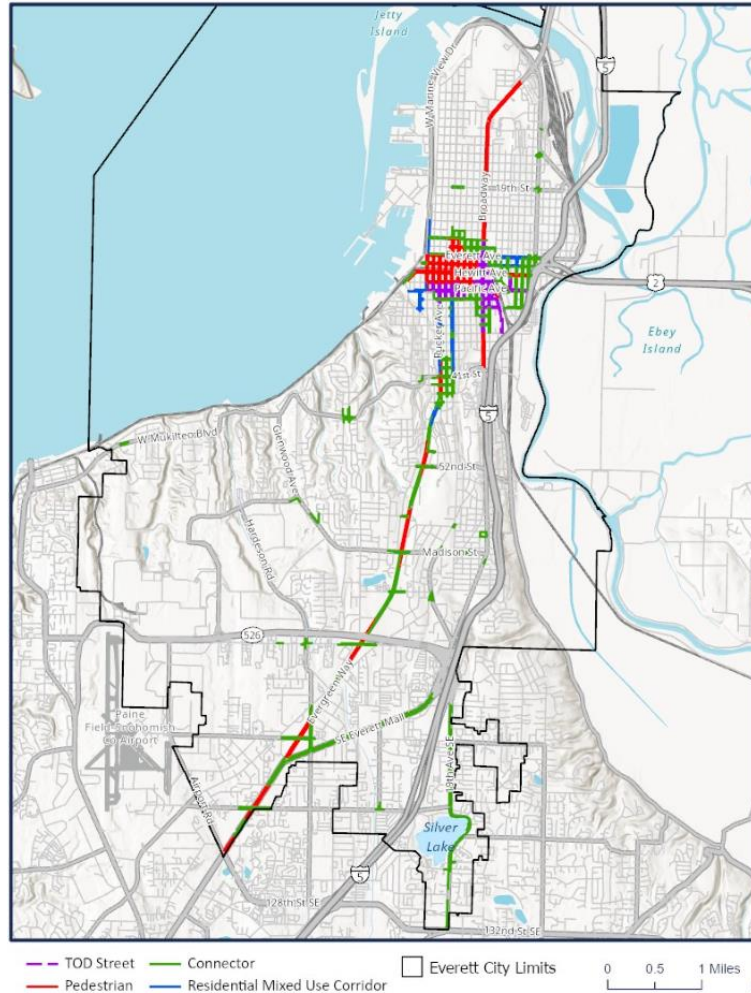 Jetty
Island
W Marine View Dr
5
Broadway
19th St
Everett Ave
Hewitt Ave
Pacific Ave
2
Rucker Ave
Ebey
Island
41st St
5
W Mukilteo Blvd
Glenwood Ave
52nd St
Hardeson Rd
Madison St
526
Evergreen Way
SE Everett Mall
Paine
Field-Snohomish
Co Airport
19th Ave SE
Airport Rd
Silver
Lake
5
128th St SE
132nd St SE
TOD Street
Connector
Everett City Limits
0 0.5 1 Miles
Pedestrian
Residential Mixed Use Corridor